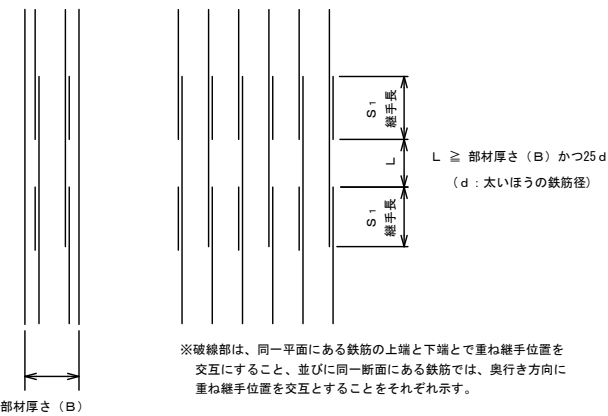 S₁
継手長
L
L ≧ 部材厚さ（B）かつ25d
（d：太いほうの鉄筋径）
S₁
継手長
※破線部は、同一平面にある鉄筋の上端と下端とで重ね継手位置を
交互にすること、並びに同一断面にある鉄筋では、奥行き方向に
重ね継手位置を交互とすることをそれぞれ示す。
部材厚さ（B）